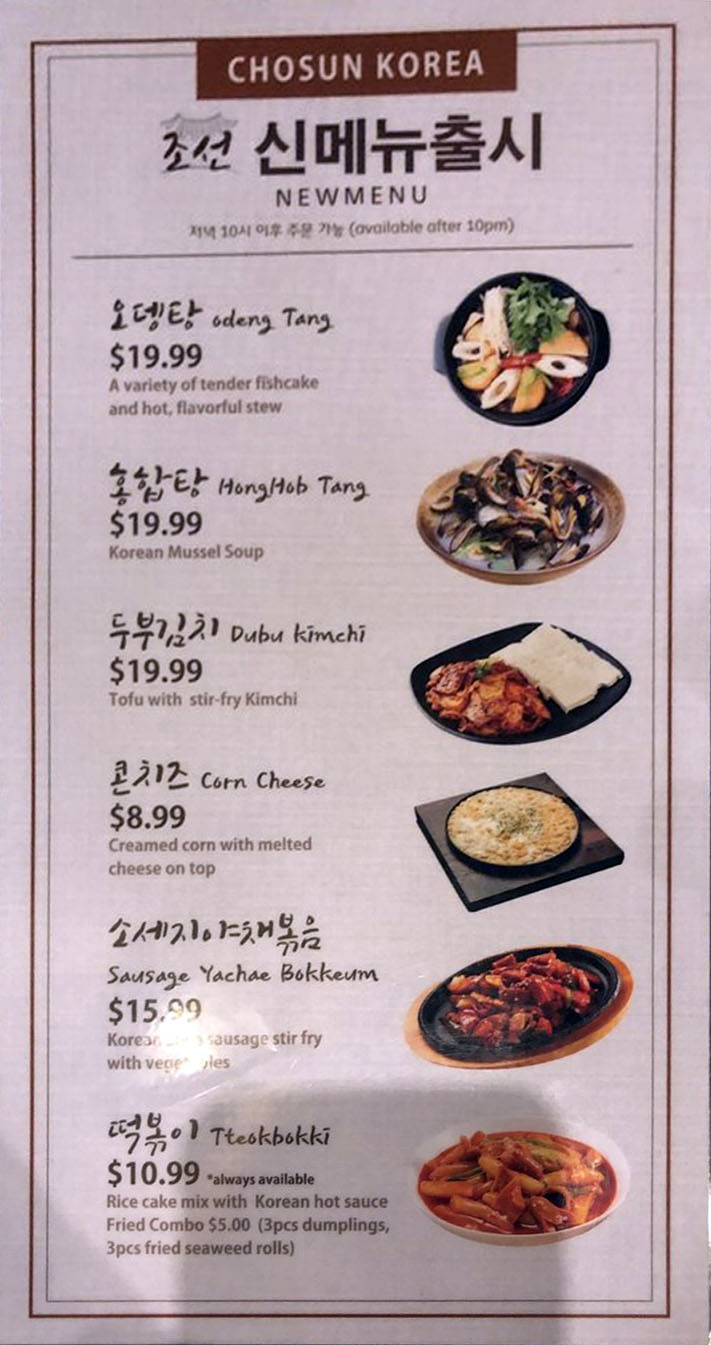 CHOSUN KOREA
조선 신메뉴출시
NEWMENU
저녁 10시 이후 주문 가능 (available after 10pm)
오뎅탕 odeng Tang
$19.99
A variety of tender fishcake
and hot, flavorful stew
홍합탕 HongHob Tang
$19.99
Korean Mussel Soup
두부김치 Dubu kimchi
$19.99
Tofu with stir-fry Kimchi
콘치즈 Corn Cheese
$8.99
Creamed corn with melted
cheese on top
소세지야채볶음
Sausage Yachae Bokkeum
$15.99
Korean sausage stir fry
with vegetables
떡볶이 Tteokbokki
$10.99 *always available
Rice cake mix with Korean hot sauce
Fried Combo $5.00 (3pcs dumplings,
3pcs fried seaweed rolls)